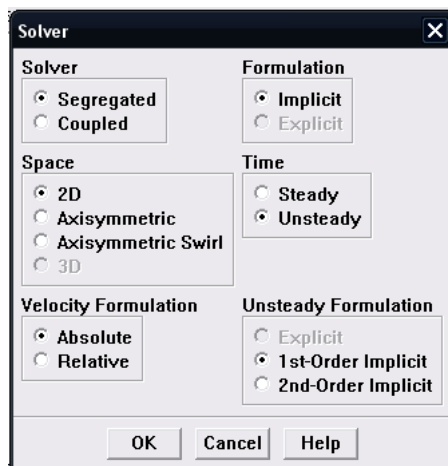 Solver
Solver
Segregated
Coupled
Formulation
Implicit
Explicit
Space
2D
Axisymmetric
Axisymmetric Swirl
3D
Time
Steady
Unsteady
Velocity Formulation
Absolute
Relative
Unsteady Formulation
Explicit
1st-Order Implicit
2nd-Order Implicit
OK Cancel Help